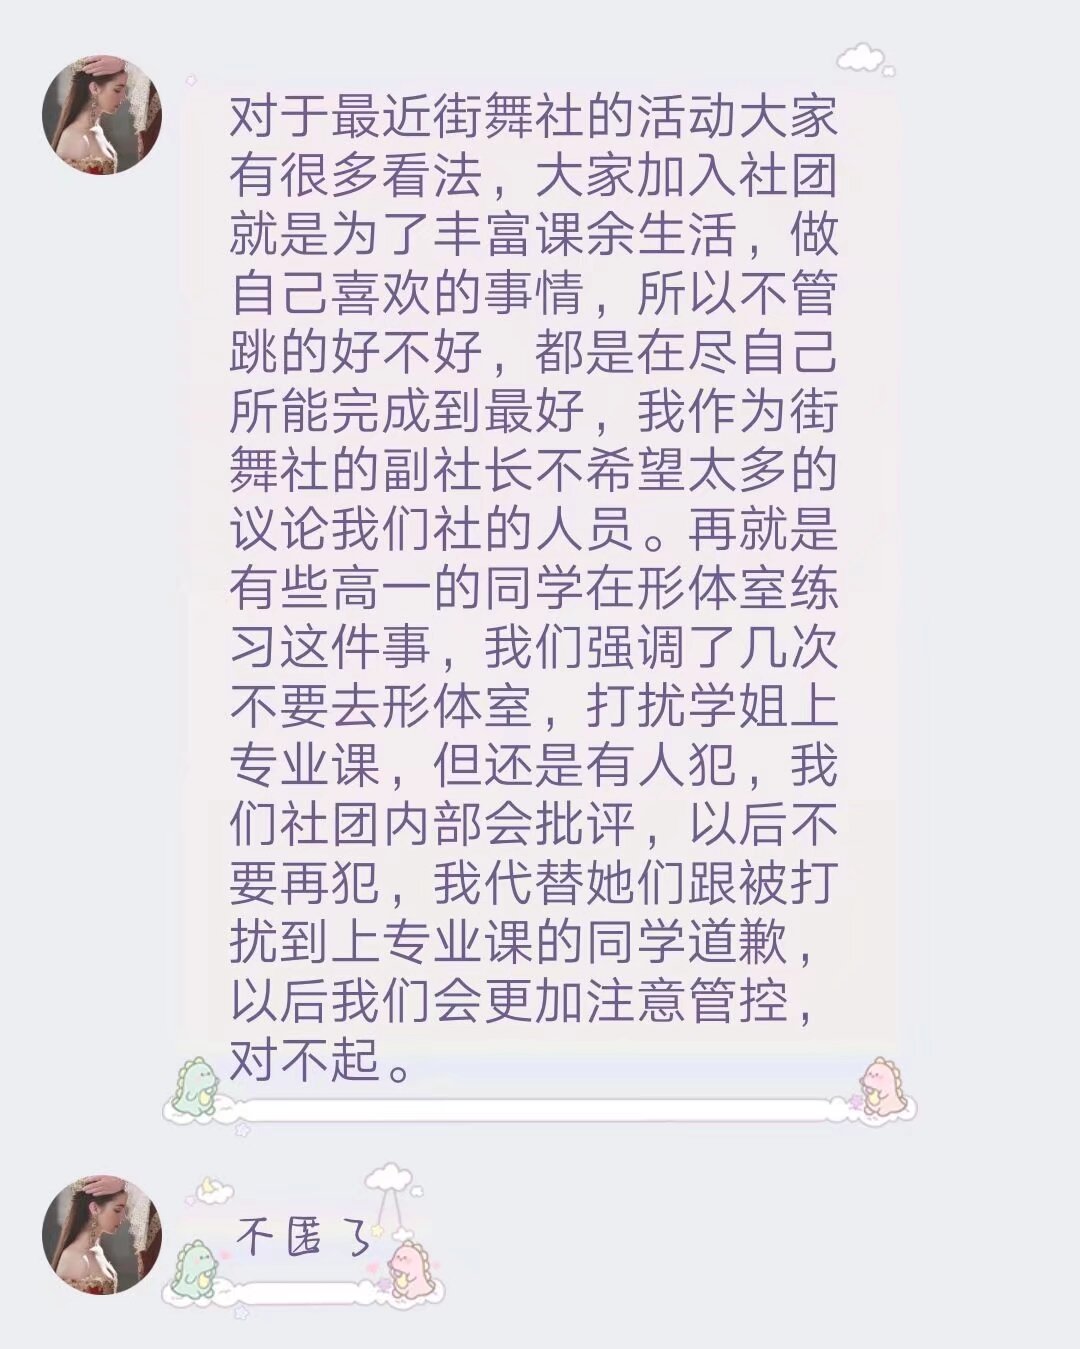 对于最近街舞社的活动大家
有很多看法，大家加入社团
就是为了丰富课余生活，做
自己喜欢的事情，所以不管
跳的好不好，都是在尽自己
所能完成到最好，我作为街
舞社的副社长不希望太多的
议论我们社的人员。再就是
有些高一的同学在形体室练
习这件事，我们强调了几次
不要去形体室，打扰学姐上
专业课，但还是有人犯，我
们社团内部会批评，以后不
要再犯，我代替她们跟被打
扰到上专业课的同学道歉，
以后我们会更加注意管控，
对不起。
不匿了